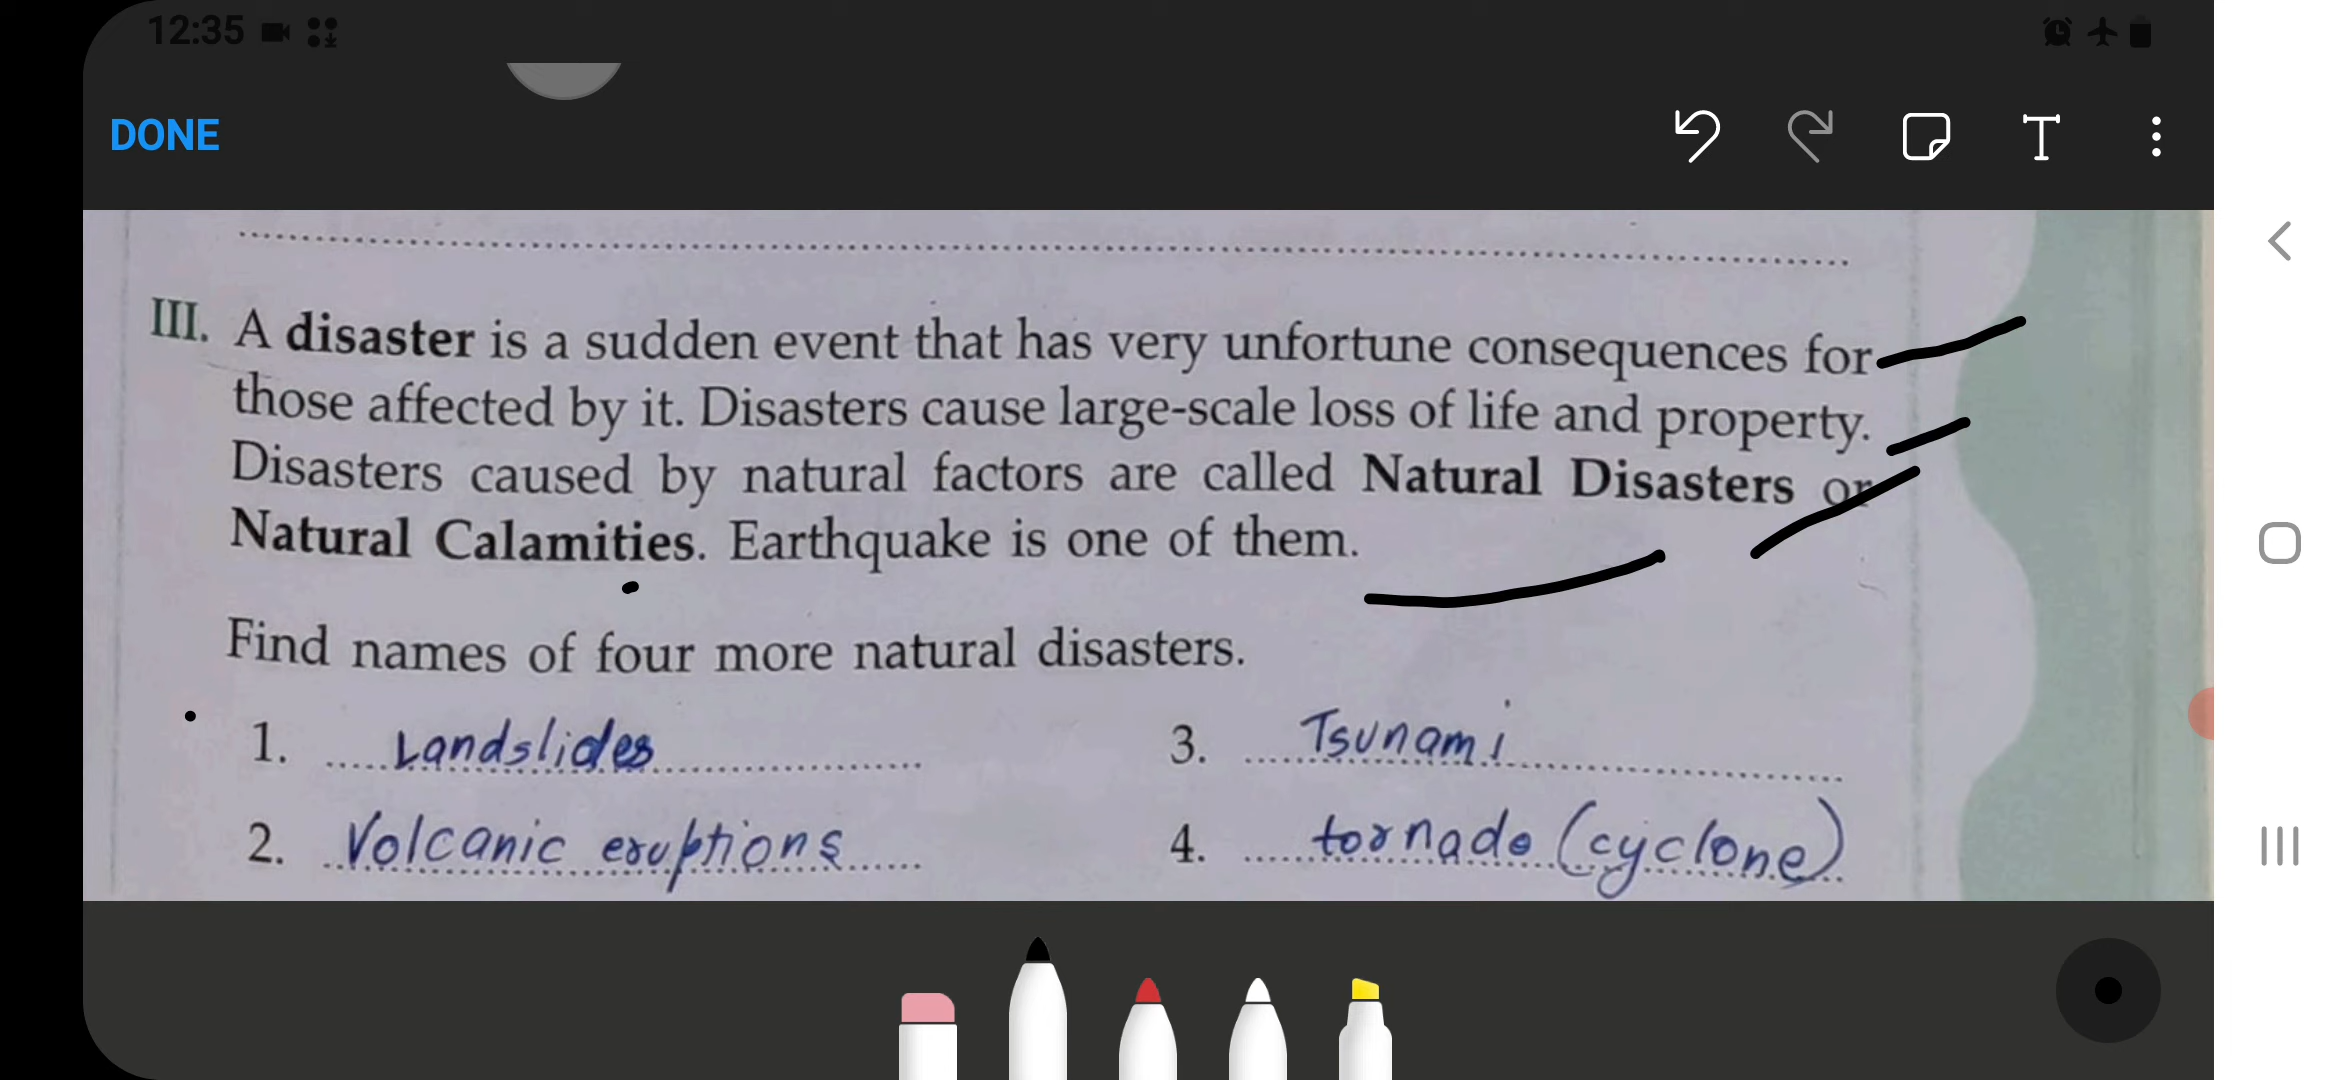 12:35
DONE
T
III. A disaster is a sudden event that has very unfortune consequences for
those affected by it. Disasters cause large-scale loss of life and property.
Disasters caused by natural factors are called Natural Disasters or
Natural Calamities. Earthquake is one of them.
Find names of four more natural disasters.
1. Landslides
3. Tsunami
2. Volcanic eruptions
4. tornado (cyclone)